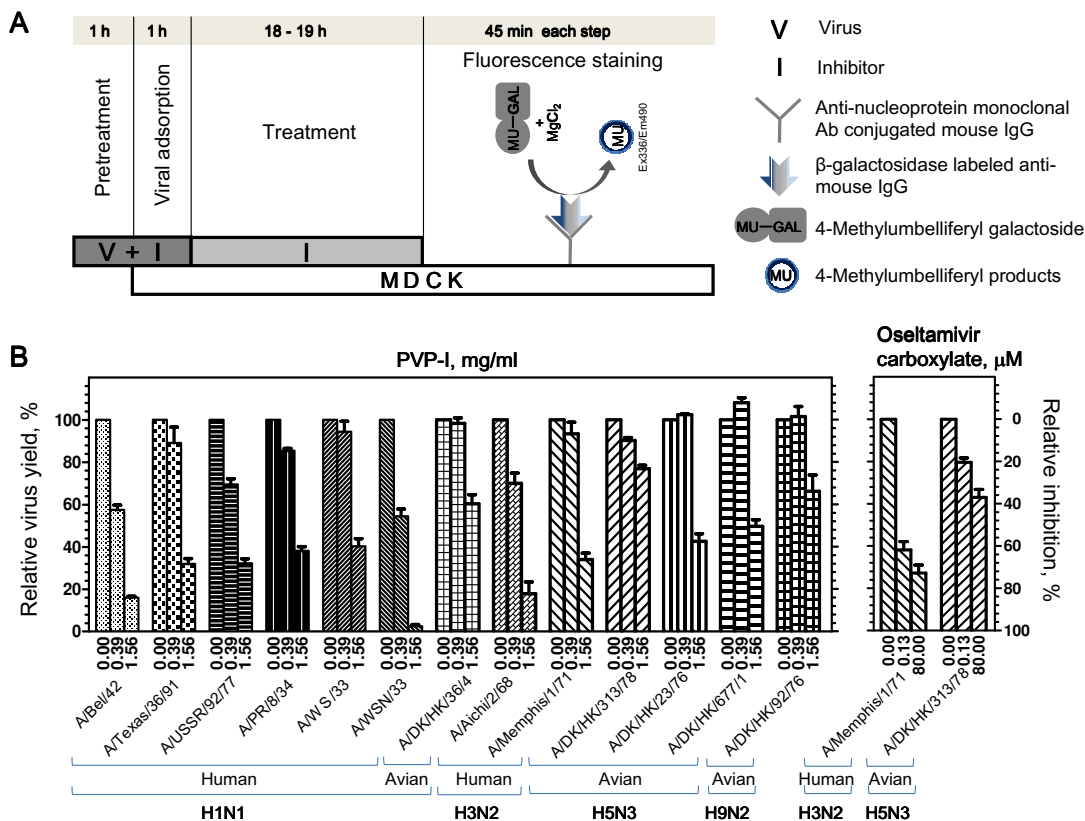 A
1 h
1 h
18 - 19 h
45 min each step
Pretreatment
Viral adsorption
Treatment
Fluorescence staining
MU—GAL
+
MgCl2
MU
Ex336/Em490
V + I
I
MDCK
V
Virus
I
Inhibitor
Anti-nucleoprotein monoclonal
Ab conjugated mouse IgG
β-galactosidase labeled anti-
mouse IgG
MU—GAL
4-Methylumbelliferyl galactoside
MU
4-Methylumbelliferyl products
B
PVP-I, mg/ml
Oseltamivir
carboxylate, μM
Relative virus yield, %
100
80
60
40
20
0
Relative inhibition, %
0
20
40
60
80
100
0.00
0.39
1.56
0.00
0.39
1.56
0.00
0.39
1.56
0.00
0.39
1.56
0.00
0.39
1.56
0.00
0.39
1.56
0.00
0.39
1.56
0.00
0.39
1.56
0.00
0.39
1.56
0.00
0.39
1.56
0.00
0.39
1.56
0.00
0.39
1.56
0.00
0.39
1.56
0.00
0.13
80.00
0.00
0.13
80.00
A/Bel/42
A/Texas/36/91
A/USSR/92/77
A/PR/8/34
A/WS/33
A/WSN/33
A/DK/HK/36/4
A/Aichi/2/68
A/Memphis/1/71
A/DK/HK/313/78
A/DK/HK/23/76
A/DK/HK/677/1
A/DK/HK/92/76
A/Memphis/1/71
A/DK/HK/313/78
Human
Avian
Human
Avian
Avian
Human
Avian
H1N1
H3N2
H5N3
H9N2
H3N2
H5N3